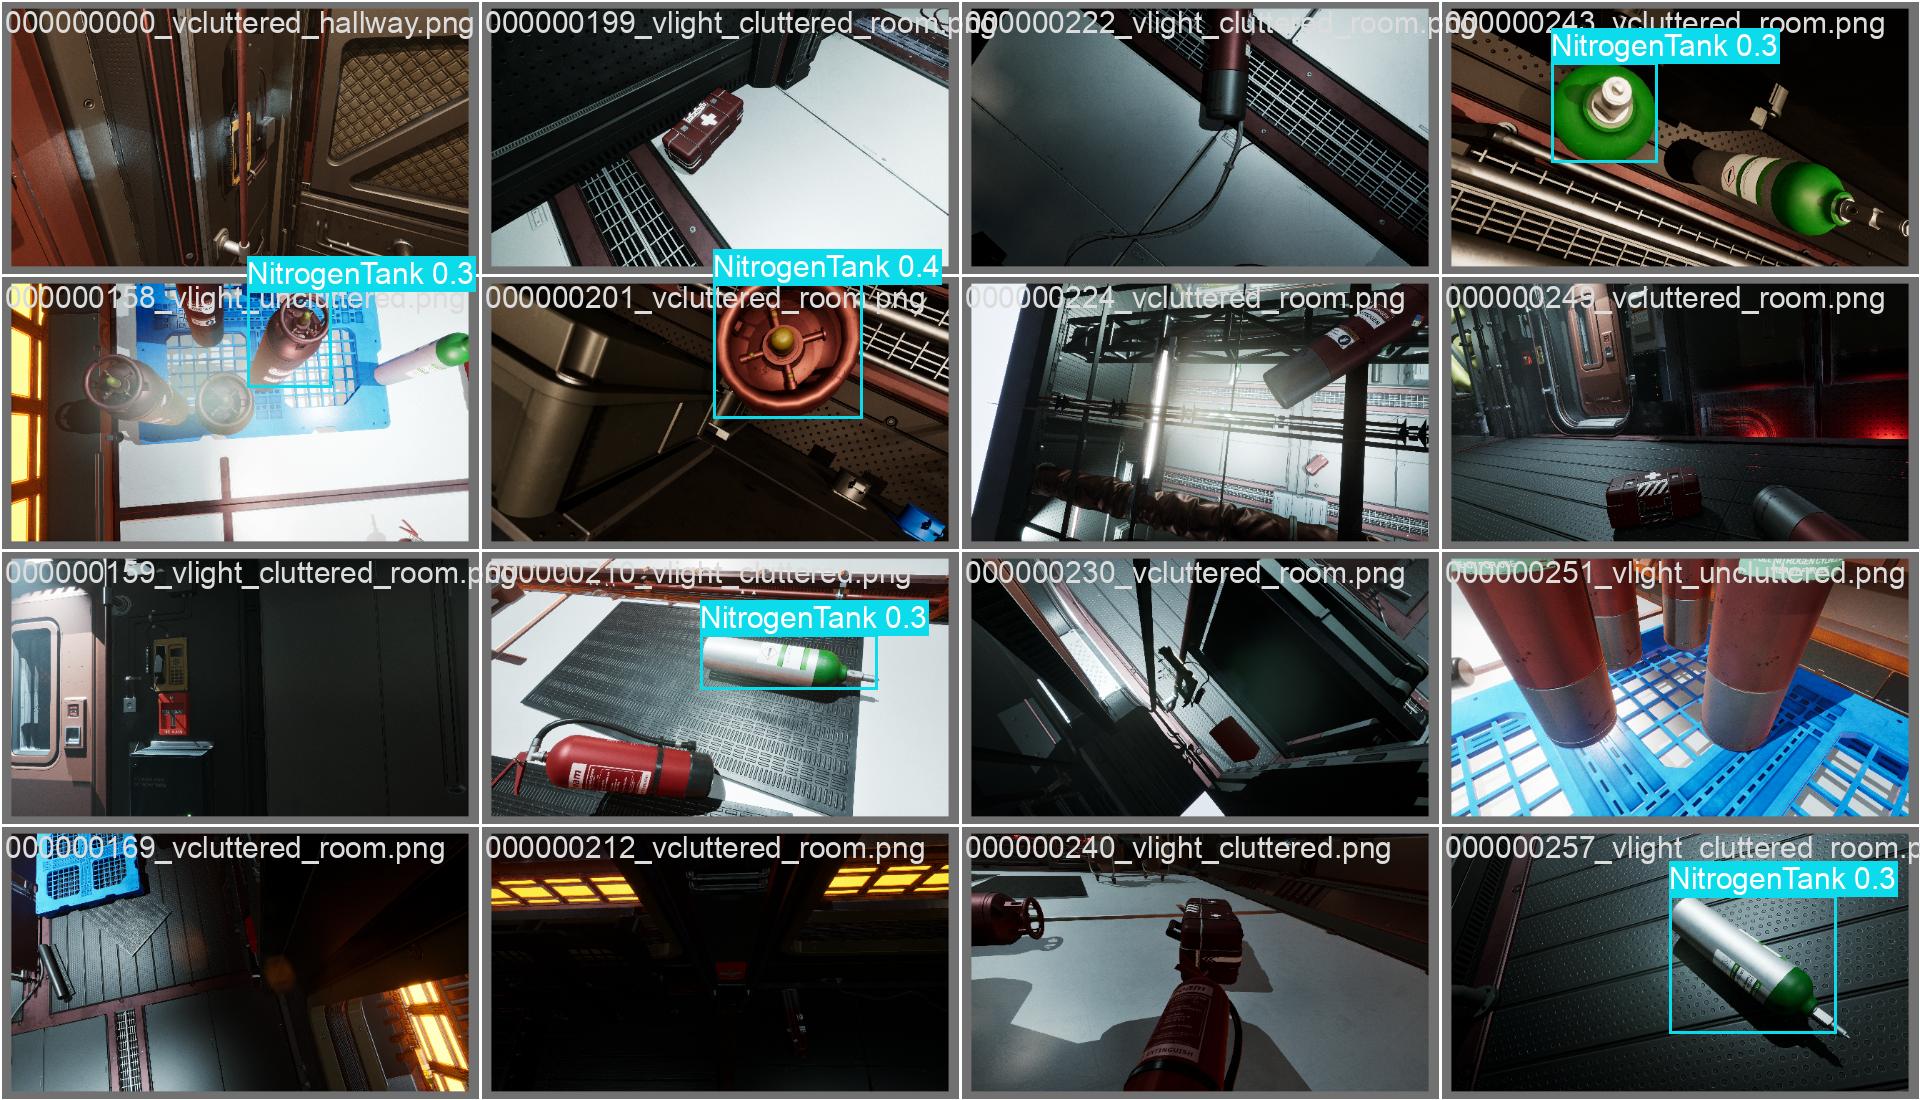 000000000_vcluttered_hallway.png
000000199_vlight_cluttered_room.png
000000222_vlight_cluttered_room.png
000000243_vcluttered_room.png
NitrogenTank 0.3
000000158_vlight_uncluttered.png
NitrogenTank 0.3
000000201_vcluttered_room.png
NitrogenTank 0.4
000000224_vcluttered_room.png
000000249_vcluttered_room.png
000000159_vlight_cluttered_room.png
000000210_vlight_cluttered.png
NitrogenTank 0.3
000000230_vcluttered_room.png
000000251_vlight_uncluttered.png
000000169_vcluttered_room.png
000000212_vcluttered_room.png
000000240_vlight_cluttered.png
EXTINGUISH
000000257_vlight_cluttered_room.p
NitrogenTank 0.3